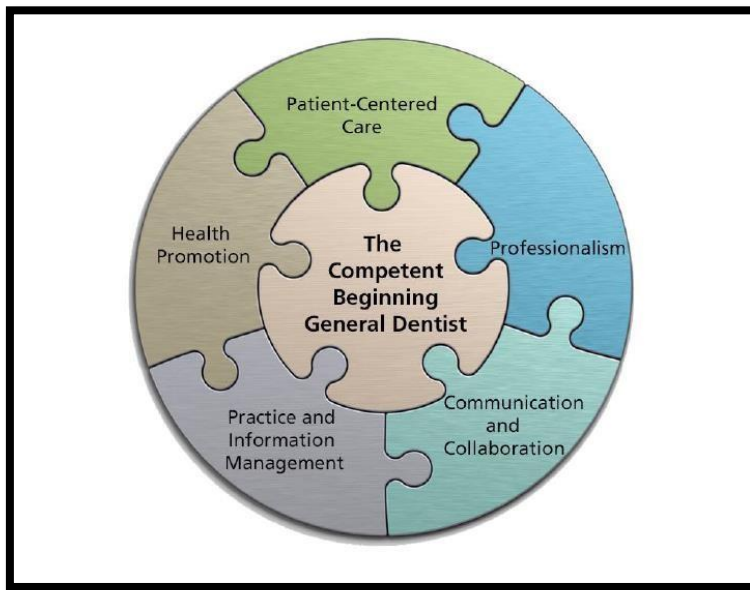 Patient-Centered
Care
Professionalism
Communication
and
Collaboration
Practice and
Information
Management
Health
Promotion
The
Competent
Beginning
General Dentist